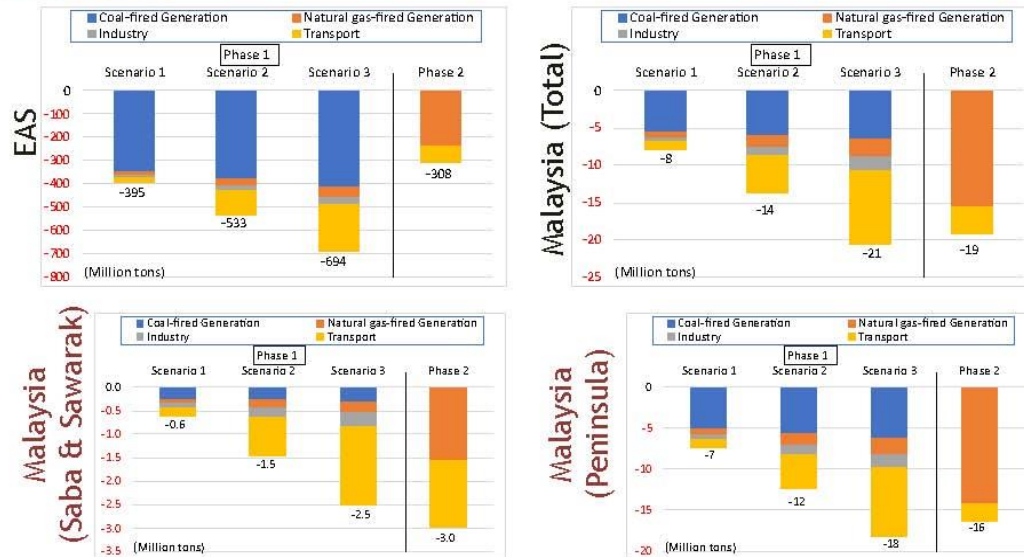 Coal-fired Generation
Natural gas-fired Generation
Industry
Transport
Phase 1
Scenario 1
Scenario 2
Scenario 3
Phase 2
EAS
0
-100
-200
-300
-400
-500
-600
-700
-800
-395
-533
-694
-308
(Million tons)
Coal-fired Generation
Natural gas-fired Generation
Industry
Transport
Phase 1
Scenario 1
Scenario 2
Scenario 3
Phase 2
Malaysia (Total)
0
-5
-10
-15
-20
-25
-8
-14
-21
-19
(Million tons)
Coal-fired Generation
Natural gas-fired Generation
Industry
Transport
Phase 1
Scenario 1
Scenario 2
Scenario 3
Phase 2
Malaysia
(Saba & Sawarak)
0.0
-0.5
-1.0
-1.5
-2.0
-2.5
-3.0
-3.5
-0.6
-1.5
-2.5
-3.0
(Million tons)
Coal-fired Generation
Natural gas-fired Generation
Industry
Transport
Phase 1
Scenario 1
Scenario 2
Scenario 3
Phase 2
Malaysia
(Peninsula)
0
-5
-10
-15
-20
-7
-12
-18
-16
(Million tons)